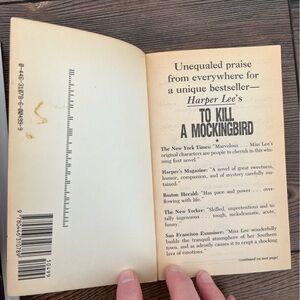 Unequaled praise
from everywhere for
a unique bestseller—
Harper Lee's
TO KILL
A MOCKINGBIRD
The New York Times: "Marvelous . . . Miss Lee's
original characters are people to cherish in this win-
ning first novel."
Harper's Magazine: "A novel of great sweetness,
humor, compassion, and of mystery carefully sus-
tained."
Boston Herald: "Has pace and power . . . over-
flowing with life."
The New Yorker: "Skilled, unpretentious and to-
tally ingenuous . . . tough, melodramatic, acute,
funny."
San Francisco Examiner: "Miss Lee wonderfully
builds the tranquil atmosphere of her Southern
town, and as adroitly causes it to erupt a shocking
lava of emotions."
(continued on next page)